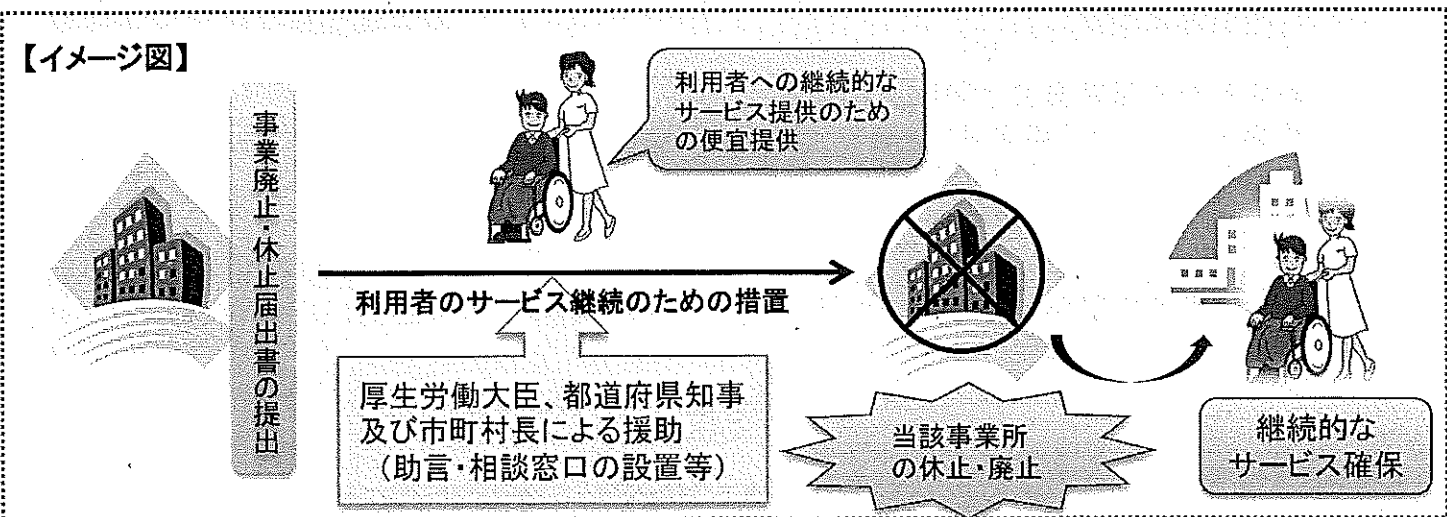 【イメージ図】
事業廃止・休止届出書の提出
利用者への継続的な
サービス提供のため
の便宜提供
利用者のサービス継続のための措置
厚生労働大臣、都道府県知事
及び市町村長による援助
（助言・相談窓口の設置等）
当該事業所
の休止・廃止
継続的な
サービス確保